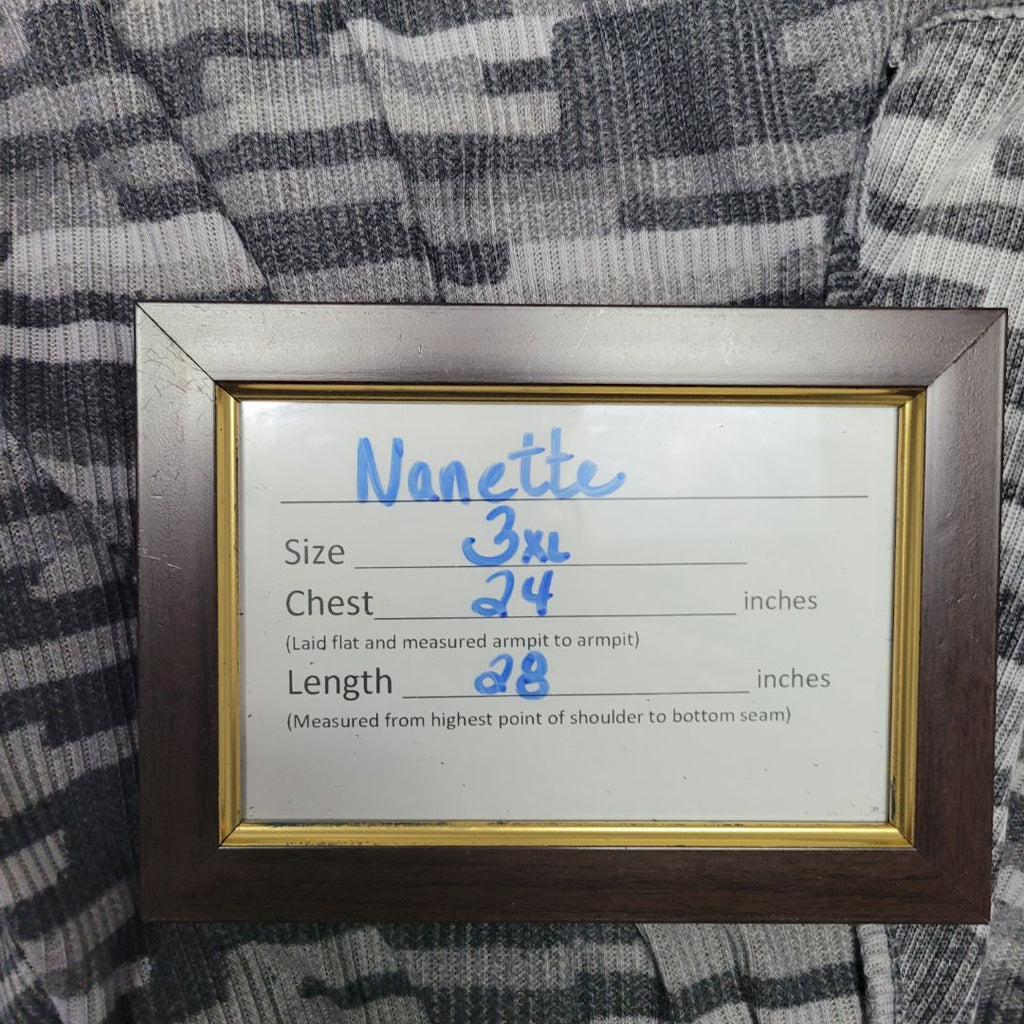 Nanette
Size 3XL
Chest 24 inches
(Laid flat and measured armpit to armpit)
Length 28 inches
(Measured from highest point of shoulder to bottom seam)